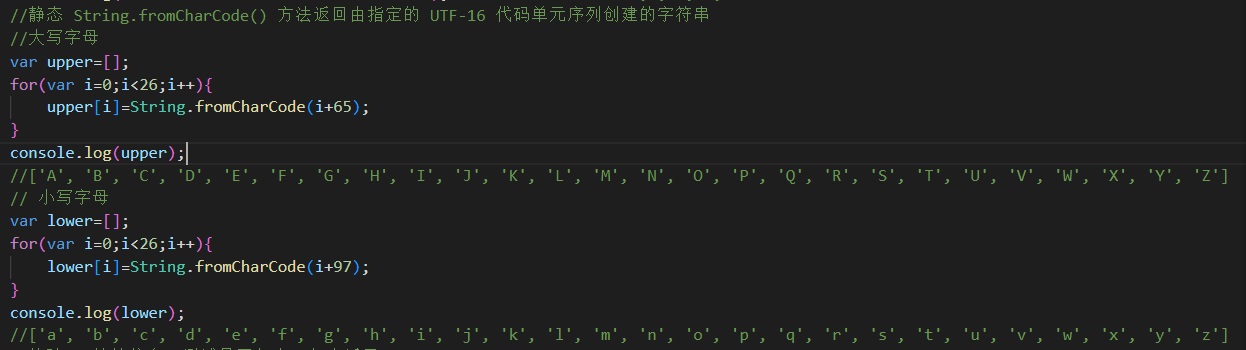 //静态 String.fromCharCode() 方法返回由指定的 UTF-16 代码单元序列创建的字符串
//大写字母
var upper=[];
for(var i=0;i<26;i++){
    upper[i]=String.fromCharCode(i+65);
}
console.log(upper);
//['A', 'B', 'C', 'D', 'E', 'F', 'G', 'H', 'I', 'J', 'K', 'L', 'M', 'N', 'O', 'P', 'Q', 'R', 'S', 'T', 'U', 'V', 'W', 'X', 'Y', 'Z']
// 小写字母
var lower=[];
for(var i=0;i<26;i++){
    lower[i]=String.fromCharCode(i+97);
}
console.log(lower);
//['a', 'b', 'c', 'd', 'e', 'f', 'g', 'h', 'i', 'j', 'k', 'l', 'm', 'n', 'o', 'p', 'q', 'r', 's', 't', 'u', 'v', 'w', 'x', 'y', 'z']